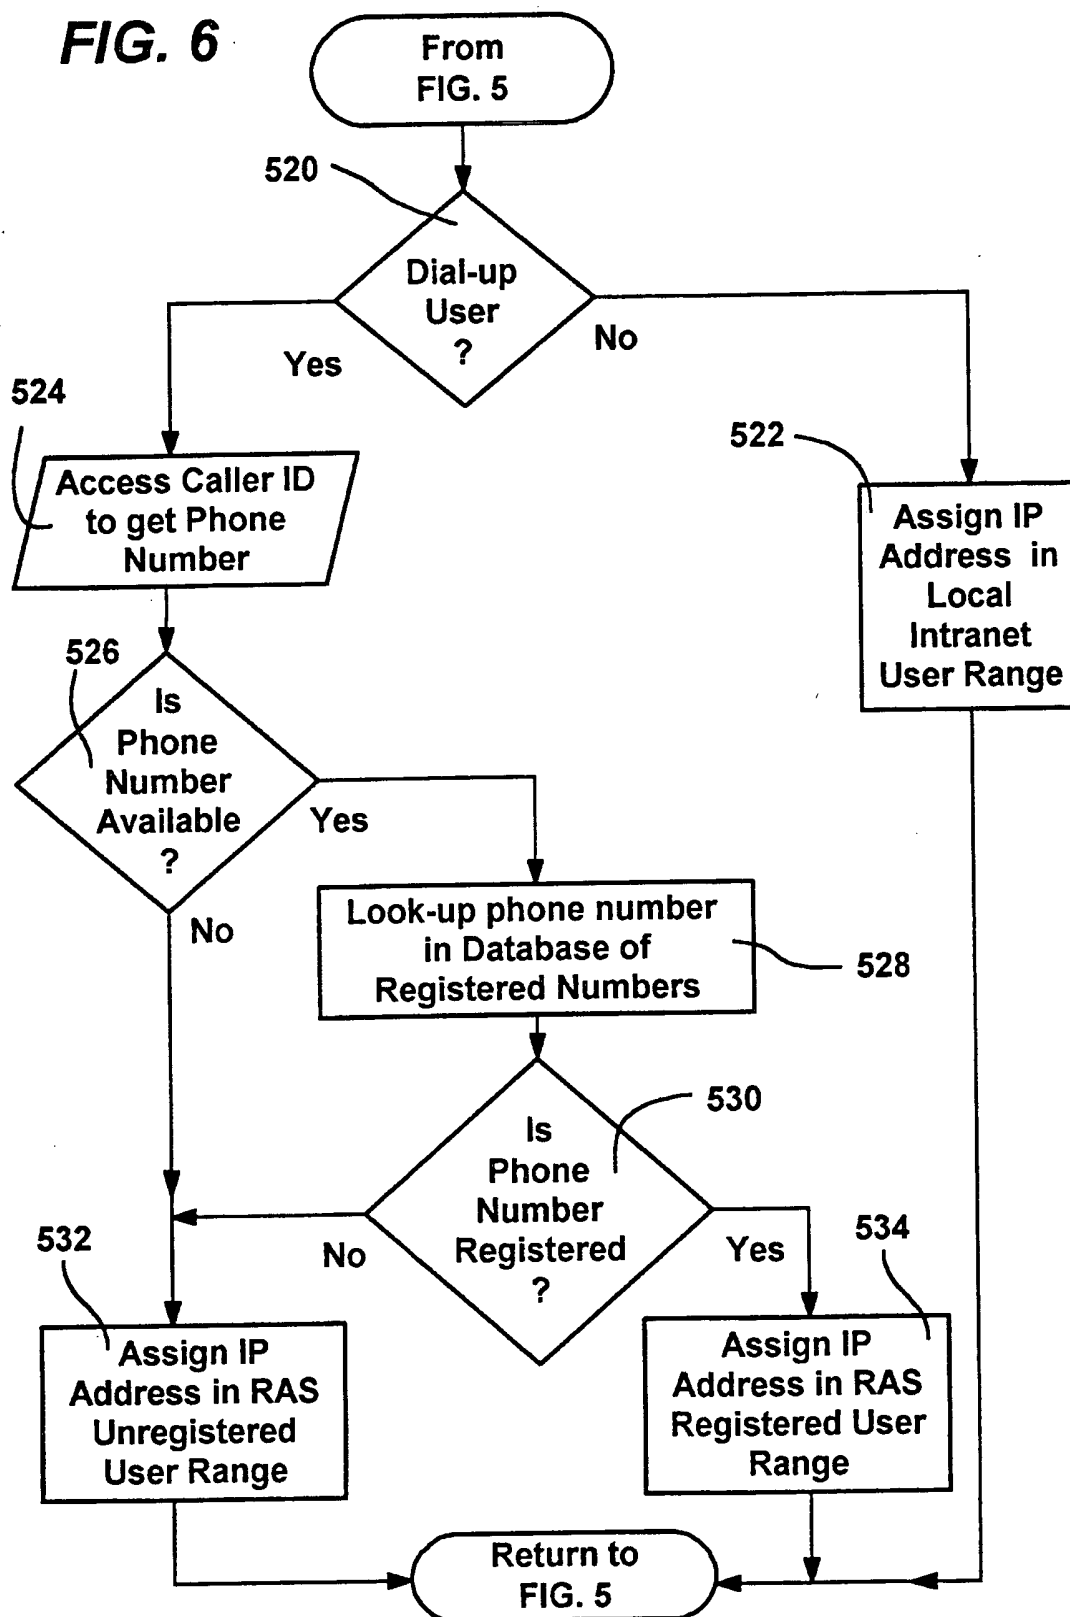 FIG. 6
From
FIG. 5
520
Dial-up
User
?
Yes
No
524
Access Caller ID
to get Phone
Number
522
Assign IP
Address in
Local
Intranet
User Range
526
Is
Phone
Number
Available
?
Yes
No
Look-up phone number
in Database of
Registered Numbers
528
530
Is
Phone
Number
Registered
?
No
Yes
532
534
Assign IP
Address in RAS
Unregistered
User Range
Assign IP
Address in RAS
Registered User
Range
Return to
FIG. 5